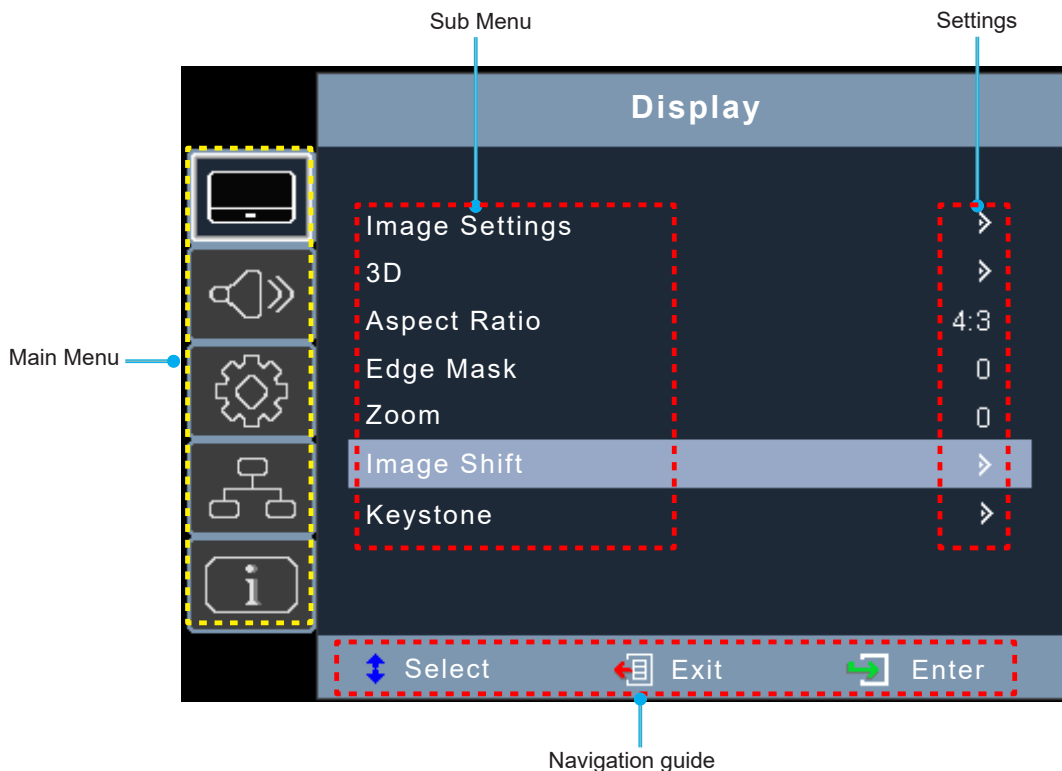 Sub Menu
Settings
Display
Image Settings
3D
Aspect Ratio 4:3
Main Menu
Edge Mask 0
Zoom 0
Image Shift
Keystone
i
Select Exit Enter
Navigation guide